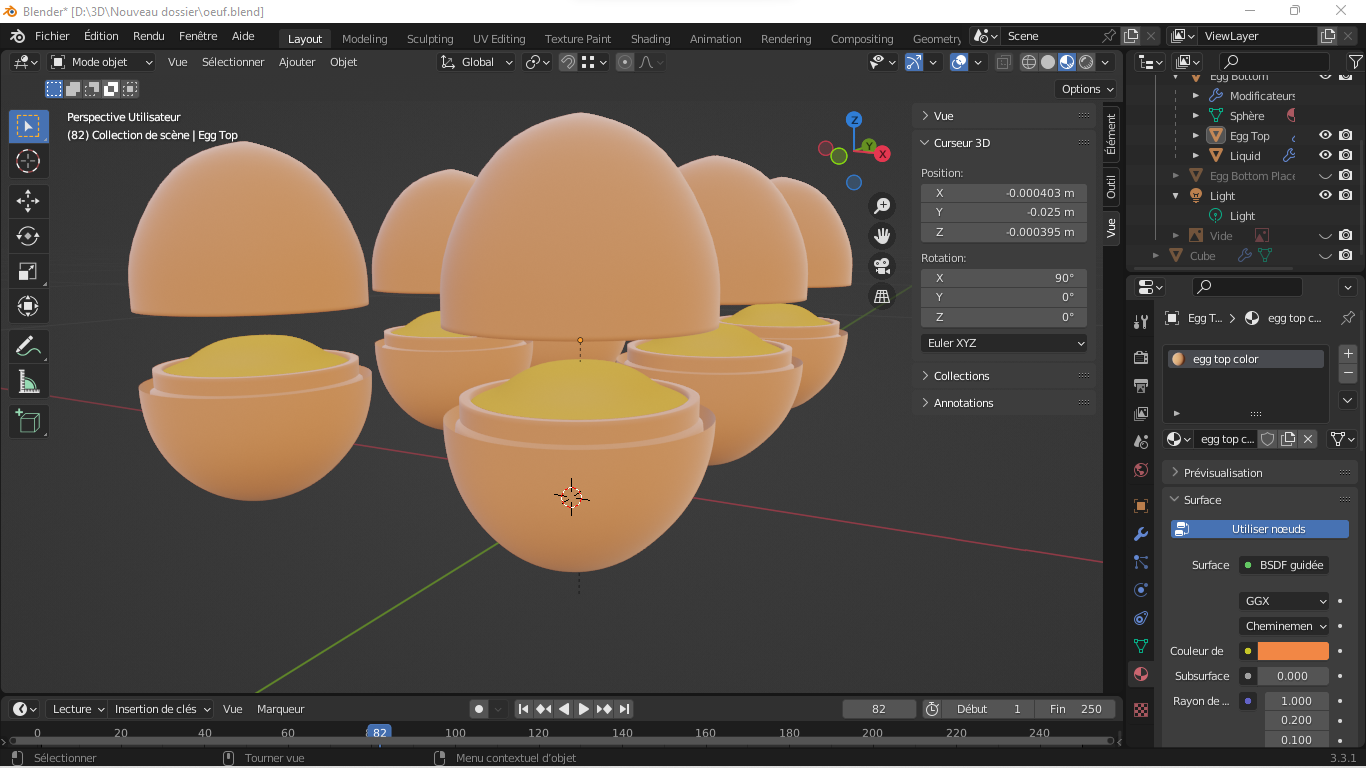 Blender* [D:\3D\Nouveau dossier\oeuf.blend]
Fichier Édition Rendu Fenêtre Aide Layout Modeling Sculpting UV Editing Texture Paint Shading Animation Rendering Compositing Geometry Scene ViewLayer
Mode objet Vue Sélectionner Ajouter Objet Global
Options
Perspective Utilisateur
(82) Collection de scène | Egg Top
Z
Y
X
Vue
Curseur 3D
Position:
X -0.000403 m
Y -0.025 m
Z -0.000395 m
Rotation:
X 90°
Y 0°
Z 0°
Euler XYZ
Collections
Annotations
Élément
Outil
Vue
Egg Bottom
Modificateurs
Sphère
Egg Top
Liquid
Egg Bottom Place
Light
Light
Vide
Cube
Egg T... egg top c...
egg top color
egg top c...
Prévisualisation
Surface
Utiliser nœuds
Surface BSDF guidée
GGX
Cheminemen
Couleur de
Subsurface 0.000
Rayon de ... 1.000
0.200
0.100
Lecture Insertion de clés Vue Marqueur 82 Début 1 Fin 250
0 20 40 60 82 100 120 140 160 180 200 220 240
Sélectionner Tourner vue Menu contextuel d'objet 3.3.1